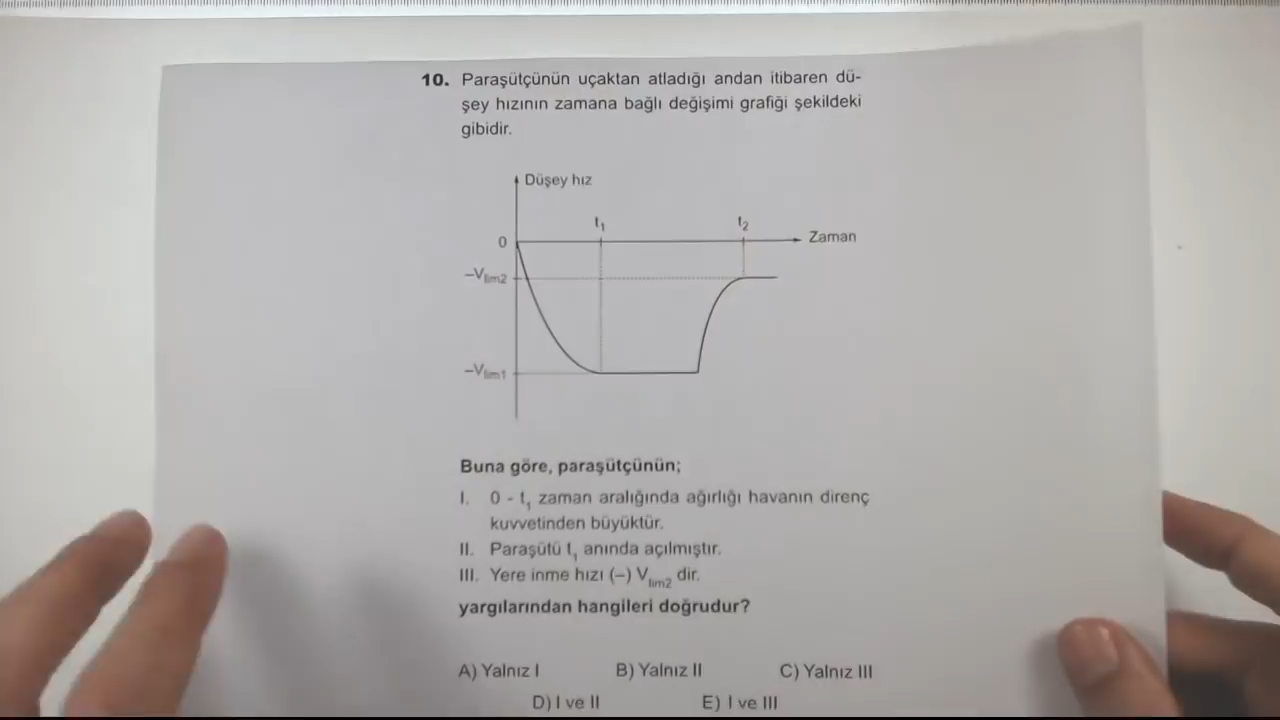 10. Paraşütçünün uçaktan atladığı andan itibaren dü-
şey hızının zamana bağlı değişimi grafiği şekildeki
gibidir.
Düşey hız
t1
t2
0
Zaman
–Vlim2
–Vlim1
Buna göre, paraşütçünün;
I. 0 - t1 zaman aralığında ağırlığı havanın direnç
kuvvetinden büyüktür.
II. Paraşütü t1 anında açılmıştır.
III. Yere inme hızı (–) Vlim2 dir.
yargılarından hangileri doğrudur?
A) Yalnız I B) Yalnız II C) Yalnız III
D) I ve II E) I ve III